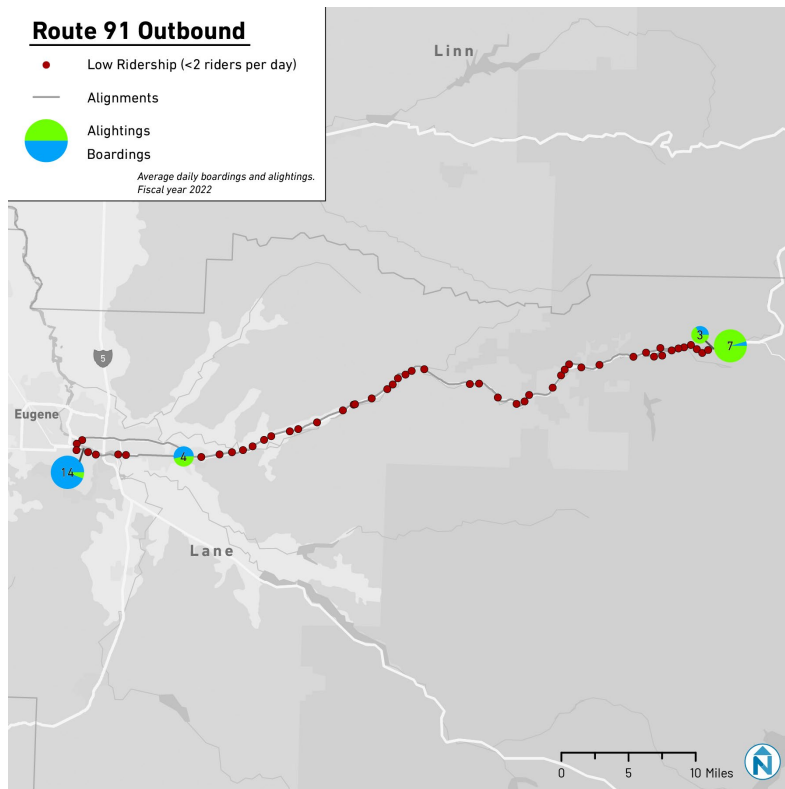 Route 91 Outbound
Low Ridership (<2 riders per day)
Alignments
Alightings
Boardings
Average daily boardings and alightings.
Fiscal year 2022
Linn
5
3
7
Eugene
4
14
Lane
0 5 10 Miles
N